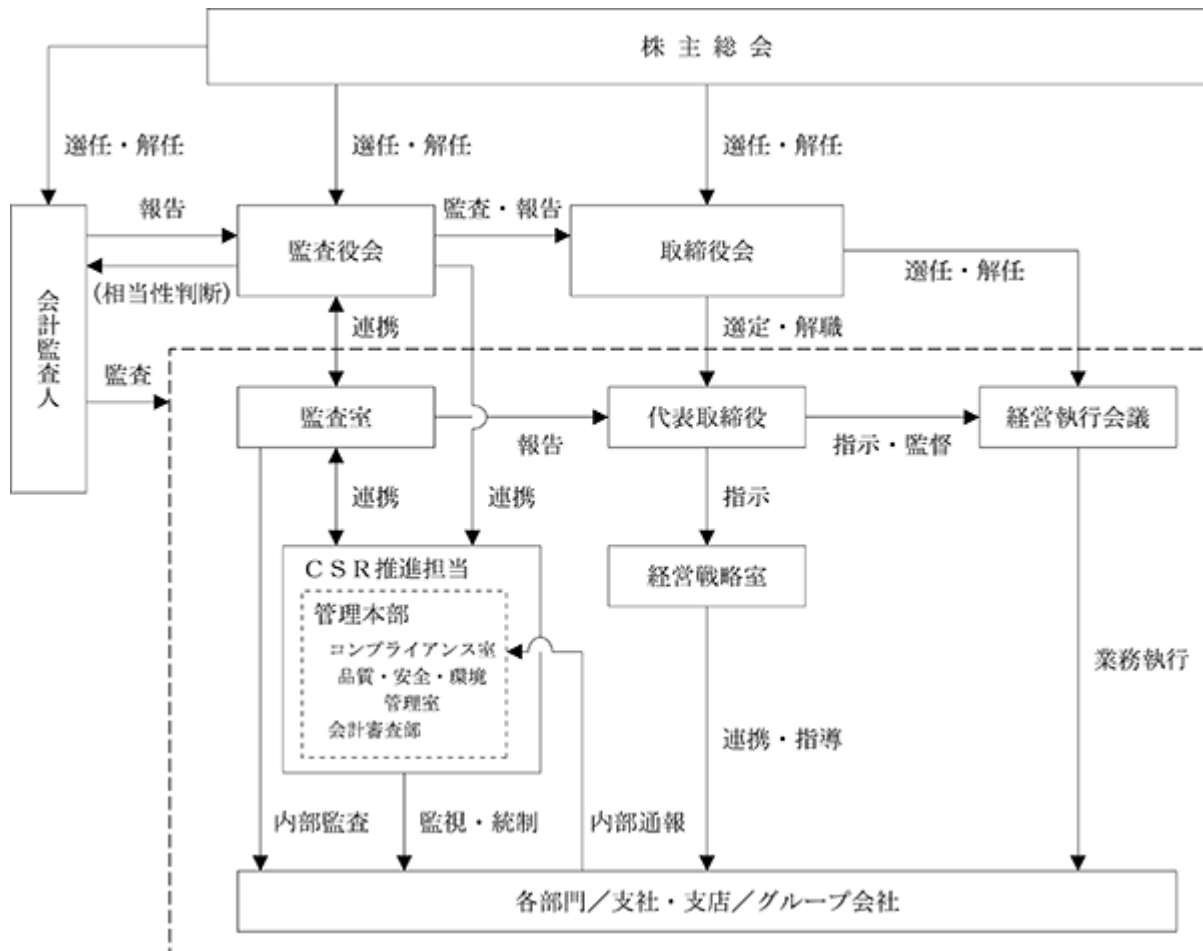 株主総会
選任・解任
選任・解任
選任・解任
報告
監査・報告
監査役会
取締役会
選任・解任
(相当性判断)
会計監査人
連携
選定・解職
監査
監査室
代表取締役
経営執行会議
報告
指示・監督
連携
連携
指示
CSR推進担当
経営戦略室
管理本部
コンプライアンス室
品質・安全・環境
管理室
会計審査部
業務執行
連携・指導
内部監査
監視・統制
内部通報
各部門／支社・支店／グループ会社